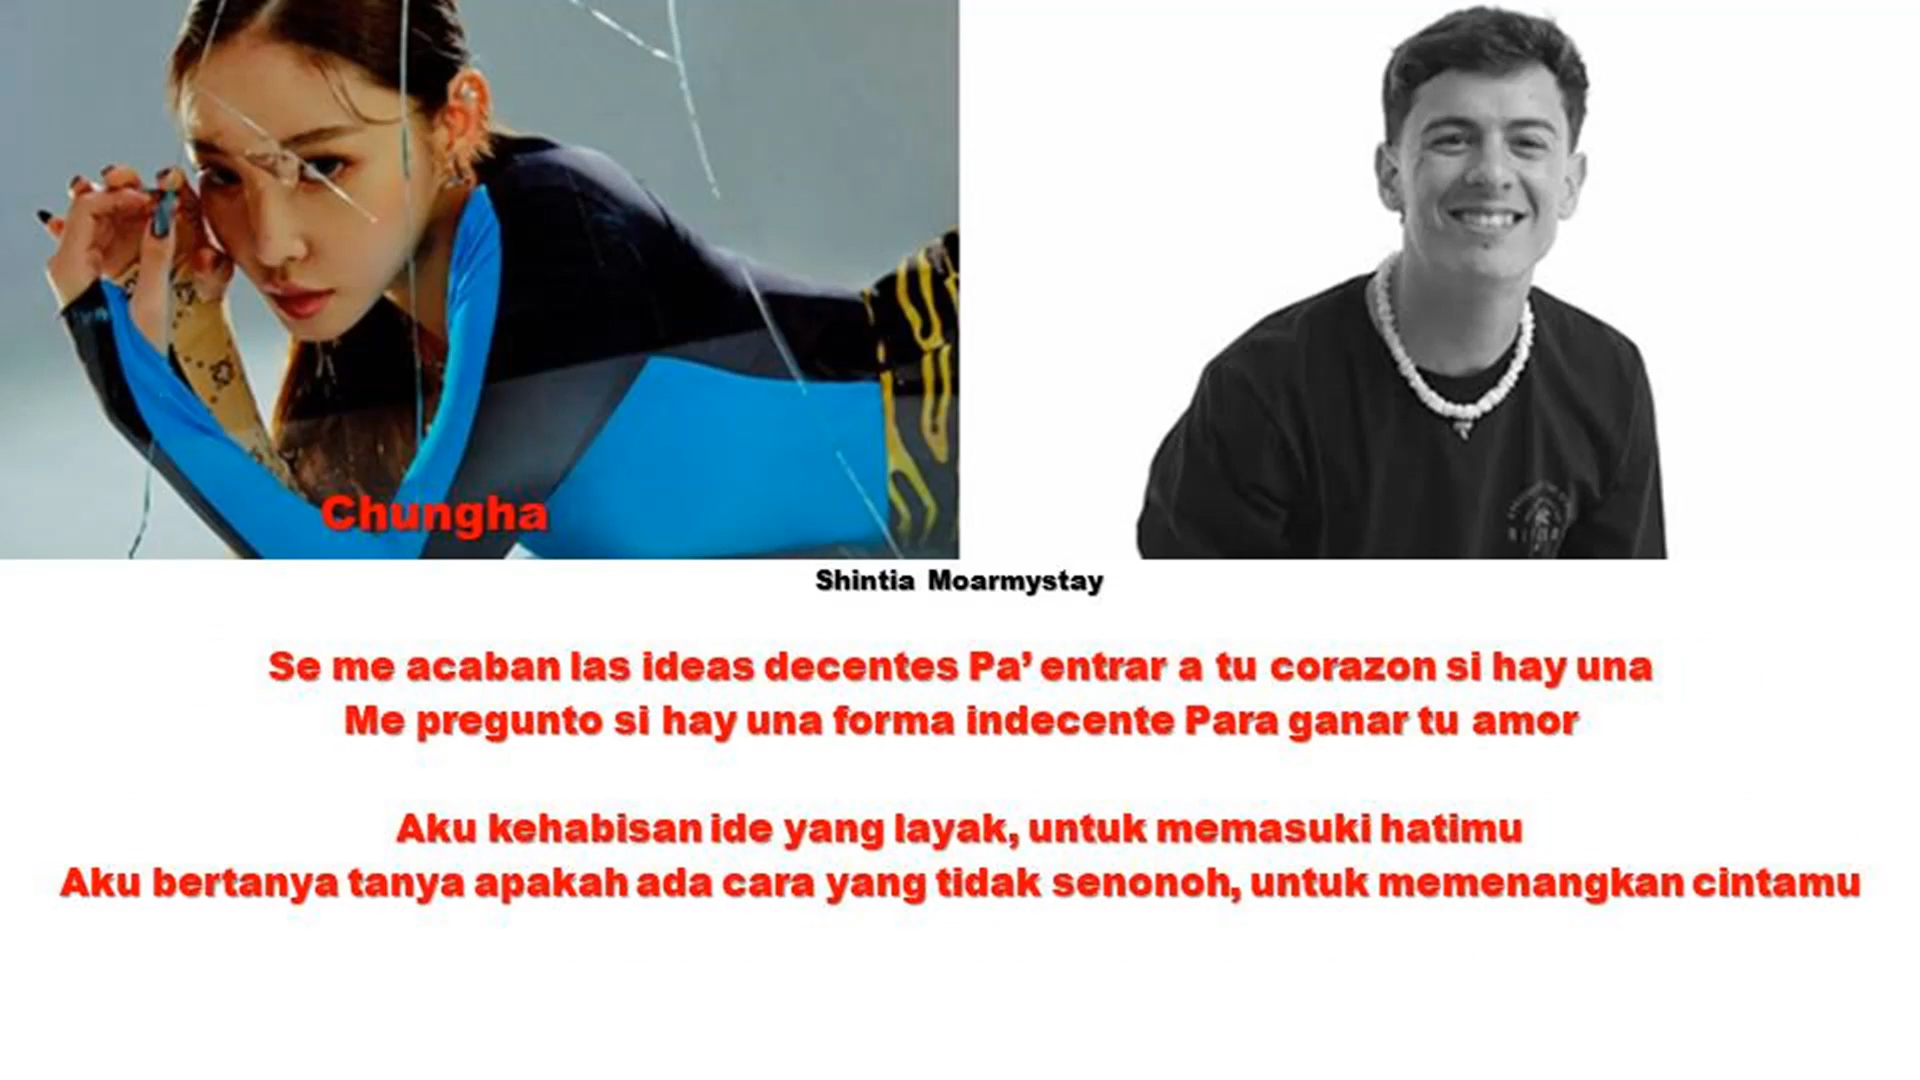 Chungha
Shintia Moarmystay
Se me acaban las ideas decentes Pa’ entrar a tu corazon si hay una
Me pregunto si hay una forma indecente Para ganar tu amor
Aku kehabisan ide yang layak, untuk memasuki hatimu
Aku bertanya tanya apakah ada cara yang tidak senonoh, untuk memenangkan cintamu